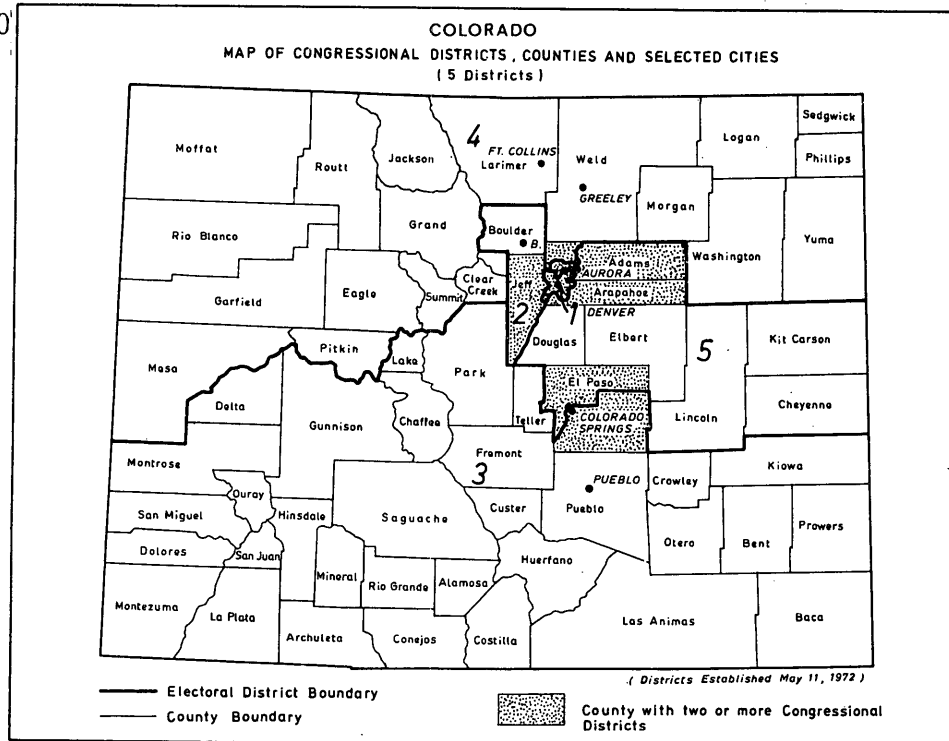 COLORADO
MAP OF CONGRESSIONAL DISTRICTS, COUNTIES AND SELECTED CITIES
( 5 Districts )
Moffat
Routt
Jackson
4
FT. COLLINS
Larimer
Weld
GREELEY
Logan
Sedgwick
Phillips
Morgan
Rio Blanco
Grand
Boulder
B.
Washington
Yuma
Garfield
Eagle
Summit
Clear
Creek
Jeff
2
Adams
AURORA
Arapahoe
1
DENVER
Mesa
Pitkin
Lake
Park
Douglas
Elbert
5
Kit Carson
Delta
Gunnison
Chaffee
Teller
El Paso
COLORADO
SPRINGS
Lincoln
Cheyenne
Montrose
Fremont
3
Ouray
San Miguel
Hinsdale
Saguache
Custer
PUEBLO
Pueblo
Crowley
Kiowa
Dolores
San Juan
Otero
Bent
Prowers
Mineral
Rio Grande
Alamosa
Huerfano
Montezuma
La Plata
Archuleta
Conejos
Costilla
Las Animas
Baca
( Districts Established May 11, 1972 )
Electoral District Boundary
County Boundary
County with two or more Congressional
Districts